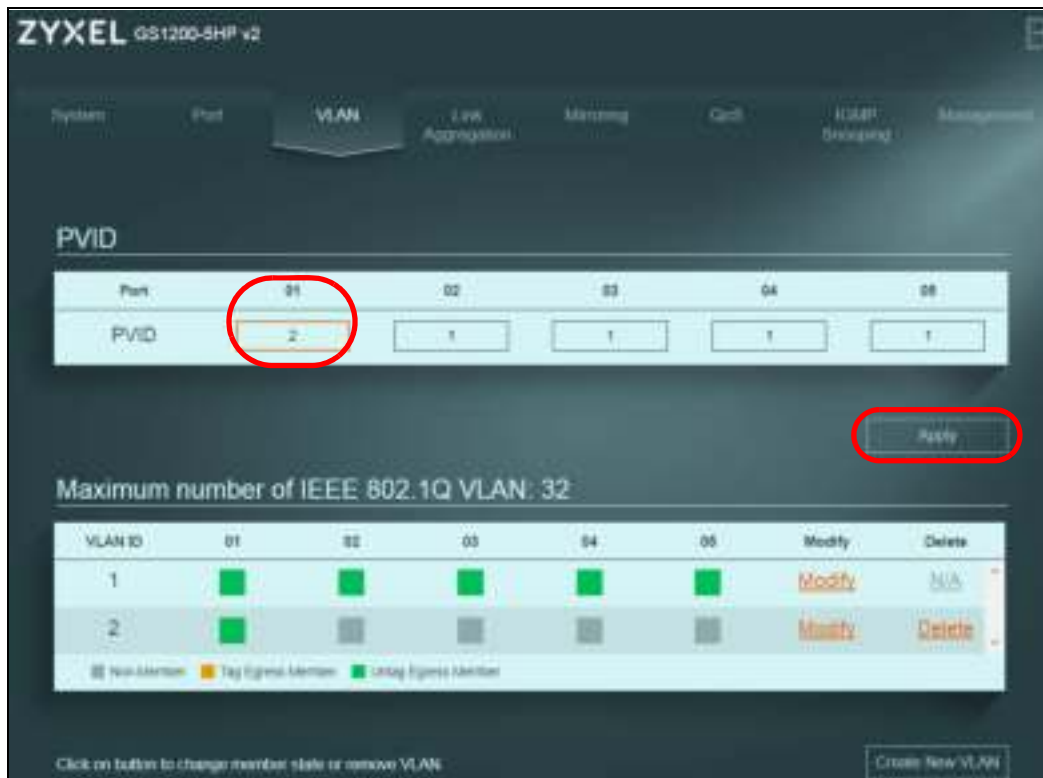 ZYXEL GS1200-5HP v2
System Port VLAN Link Aggregation Mirroring QoS IGMP Snooping Management
PVID
Port 01 02 03 04 05
PVID 2 1 1 1 1
Apply
Maximum number of IEEE 802.1Q VLAN: 32
VLAN ID 01 02 03 04 05 Modify Delete
1 Modify N/A
2 Modify Delete
Non-Member Tag Egress Member Untag Egress Member
Click on button to change member state or remove VLAN
Create New VLAN